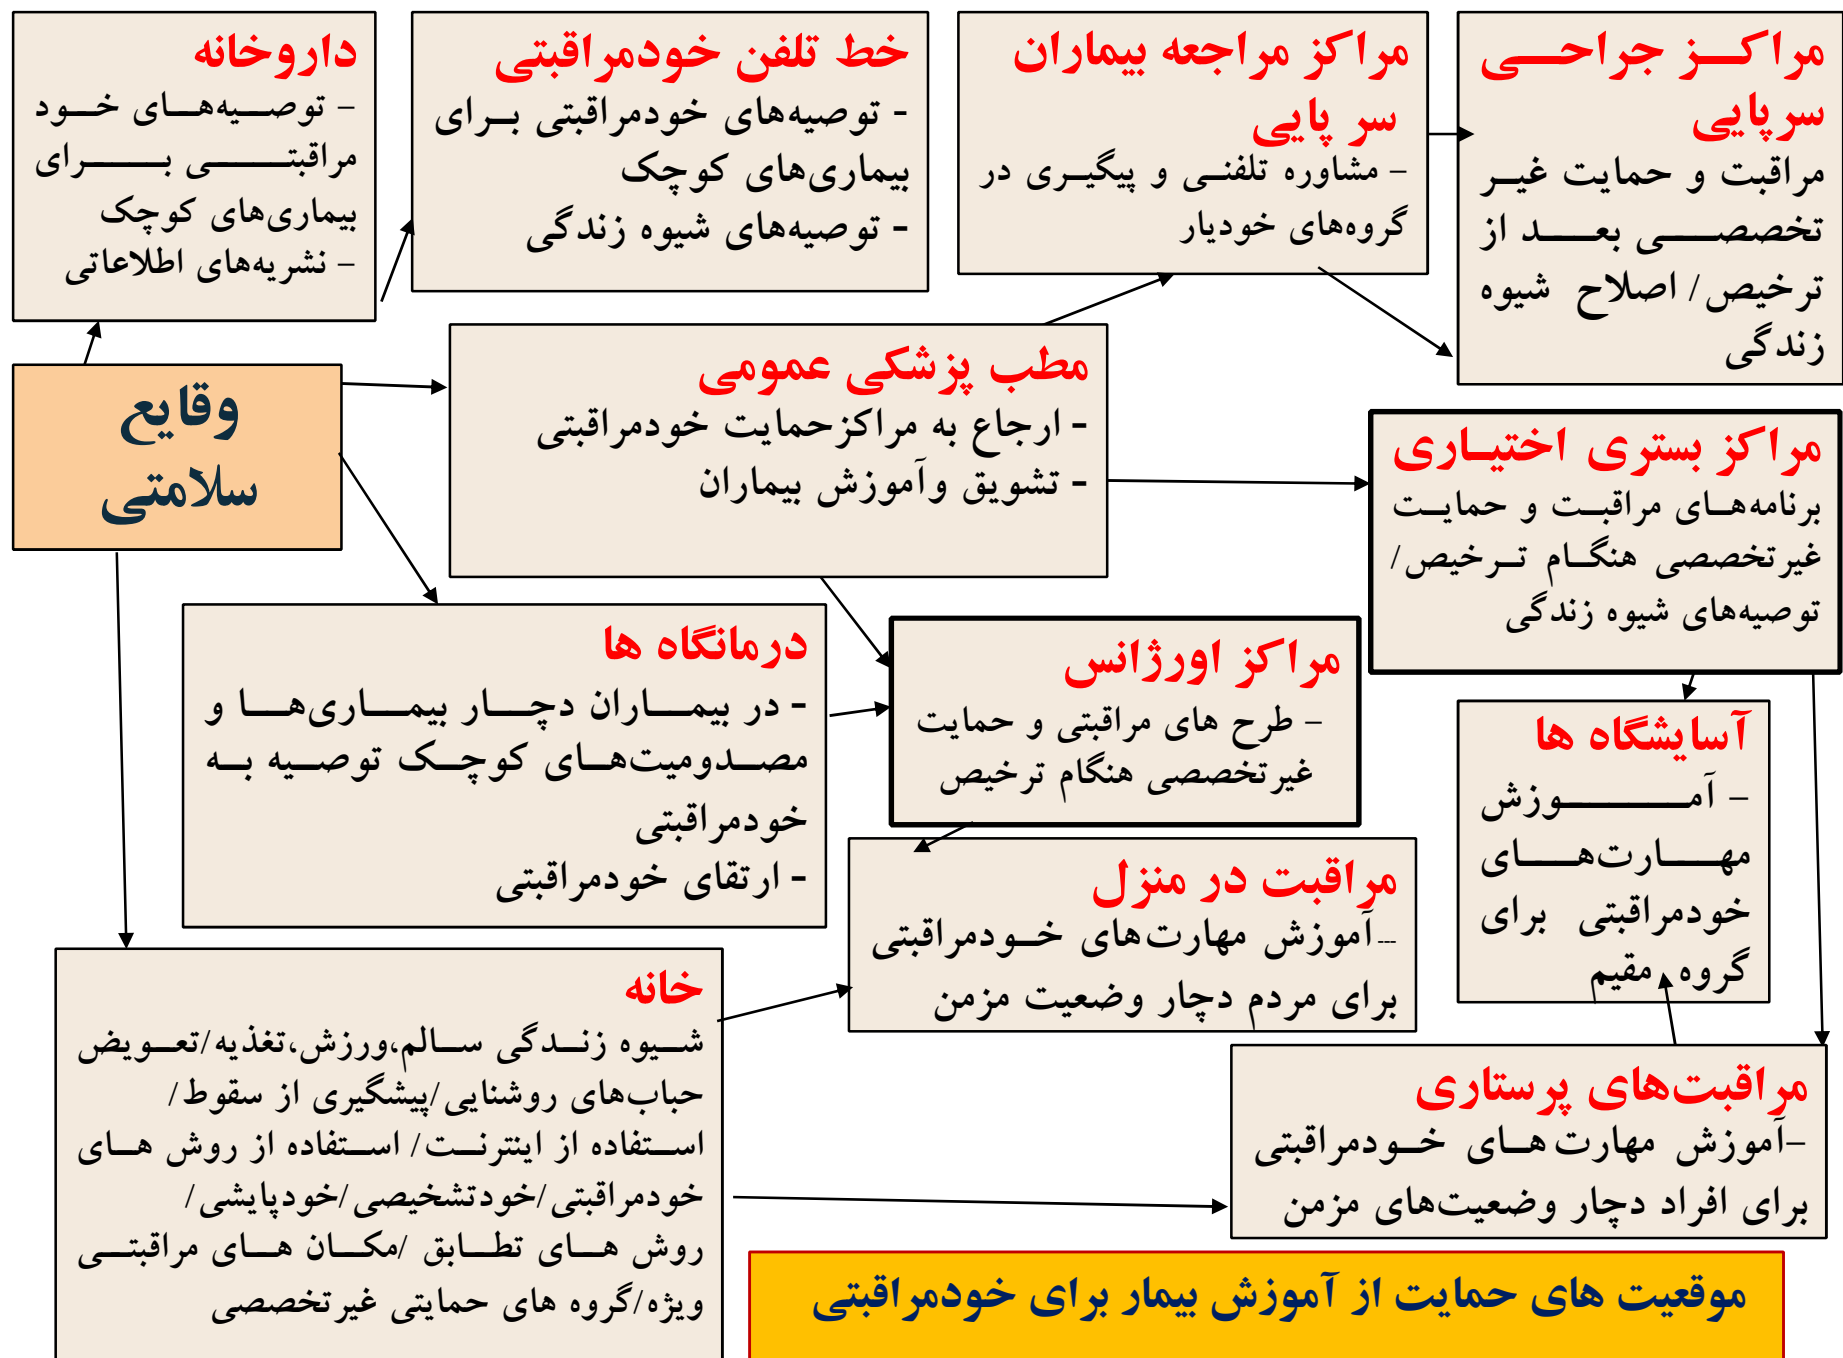 داروخانه
– توصیه‌های خود
مراقبتی برای
بیماری‌های کوچک
– نشریه‌های اطلاعاتی
خط تلفن خودمراقبتی
- توصیه‌های خودمراقبتی برای
بیماری‌های کوچک
- توصیه‌های شیوه زندگی
مراکز مراجعه بیماران
سر پایی
– مشاوره تلفنی و پیگیری در
گروه‌های خودیار
مراکز جراحی
سرپایی
مراقبت و حمایت غیر
تخصصی بعد از
ترخیص/ اصلاح شیوه
زندگی
وقایع
سلامتی
مطب پزشکی عمومی
- ارجاع به مراکزحمایت خودمراقبتی
- تشویق وآموزش بیماران
مراکز بستری اختیاری
برنامه‌های مراقبت و حمایت
غیرتخصصی هنگام ترخیص/
توصیه‌های شیوه زندگی
درمانگاه ها
- در بیماران دچار بیماری‌ها و
مصدومیت‌های کوچک توصیه به
خودمراقبتی
- ارتقای خودمراقبتی
مراکز اورژانس
– طرح های مراقبتی و حمایت
غیرتخصصی هنگام ترخیص
آسایشگاه ها
– آموزش
مهارت‌های
خودمراقبتی برای
گروه مقیم
مراقبت در منزل
---آموزش مهارت‌های خودمراقبتی
برای مردم دچار وضعیت مزمن
خانه
شیوه زندگی سالم،ورزش،تغذیه/تعویض
حباب‌های روشنایی/پیشگیری از سقوط/
استفاده از اینترنت/ استفاده از روش های
خودمراقبتی/خودتشخیصی/خودپایشی/
روش های تطابق /مکان های مراقبتی
ویژه/گروه های حمایتی غیرتخصصی
مراقبت‌های پرستاری
–آموزش مهارت های خودمراقبتی
برای افراد دچار وضعیت‌های مزمن
موقعیت های حمایت از آموزش بیمار برای خودمراقبتی